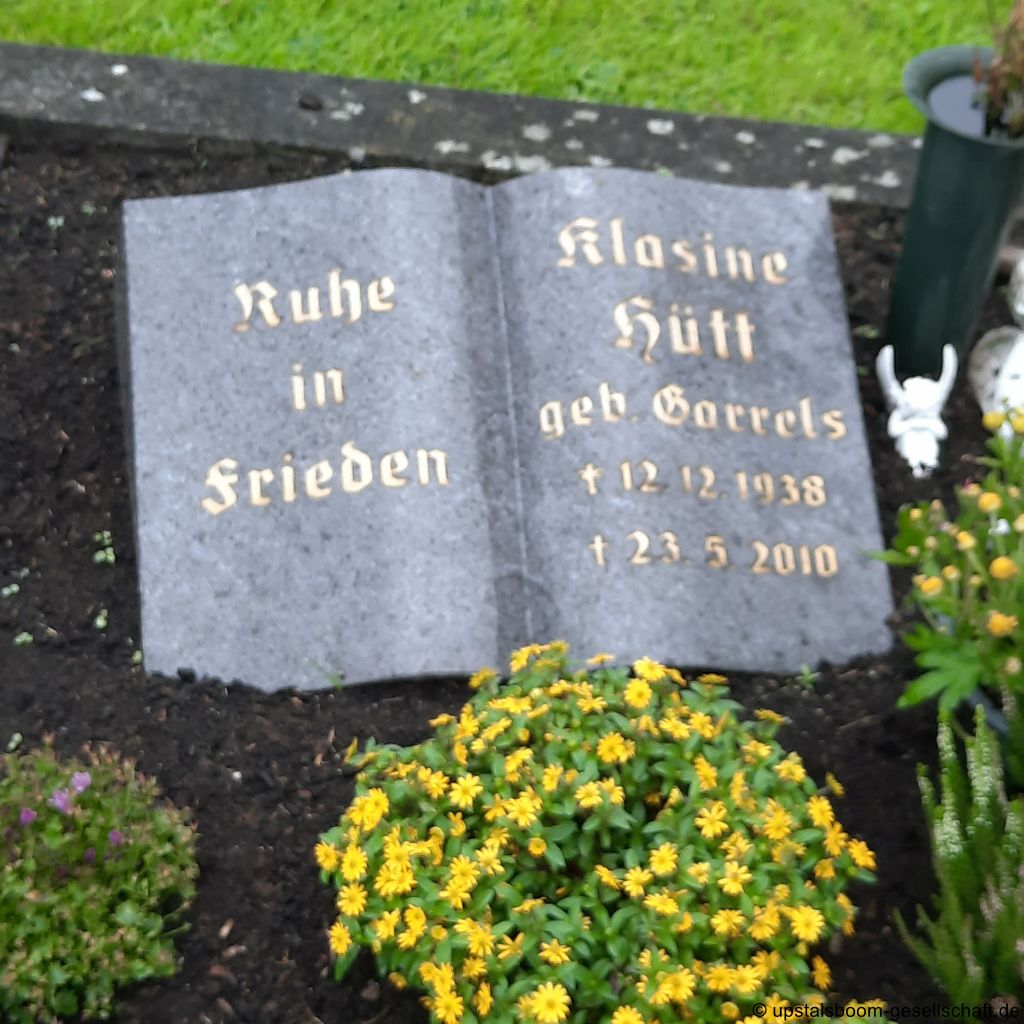 Ruhe
in
Frieden
Klasine
Hütt
geb. Garrels
† 12. 12. 1938
† 23. 5. 2010
© upstalsboom-gesellschaft.de